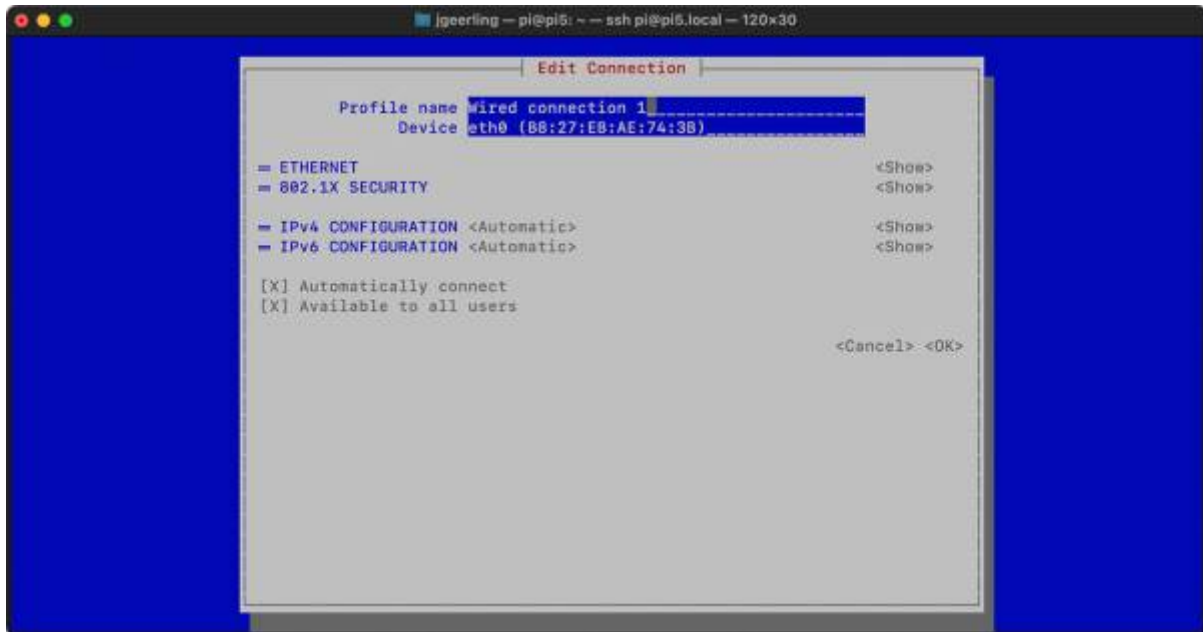 jgeerling — pi@pi5: ~ — ssh pi@pi5.local — 120×30
Edit Connection
Profile name Wired connection 1
Device eth0 (B8:27:EB:AE:74:3B)
= ETHERNET <Show>
= 802.1X SECURITY <Show>
= IPv4 CONFIGURATION <Automatic> <Show>
= IPv6 CONFIGURATION <Automatic> <Show>
[X] Automatically connect
[X] Available to all users
<Cancel> <OK>